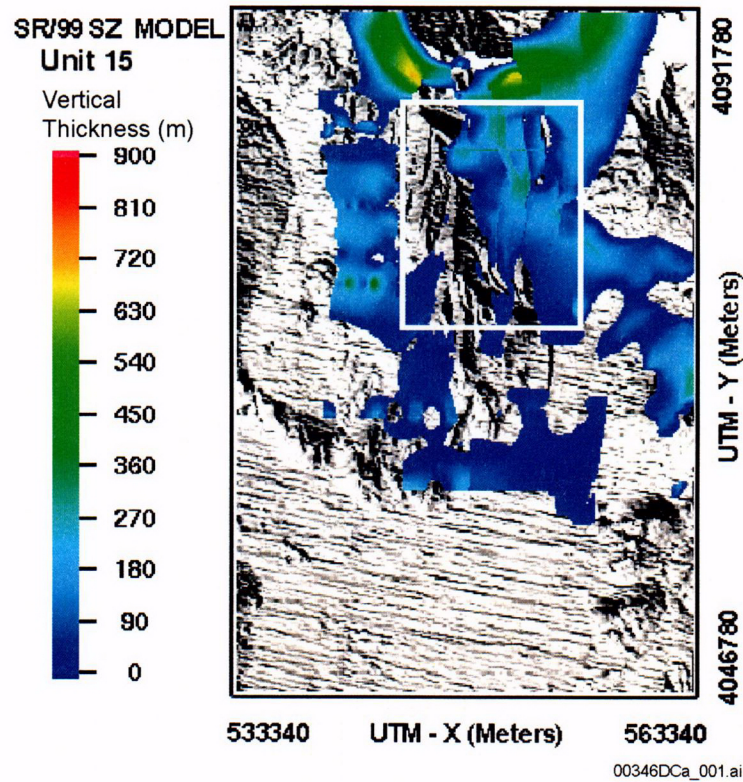 SR/99 SZ MODEL
Unit 15
Vertical
Thickness (m)
900
810
720
630
540
450
360
270
180
90
0
4091780
UTM - Y (Meters)
4046780
533340
UTM - X (Meters)
563340
00346DCa_001.ai